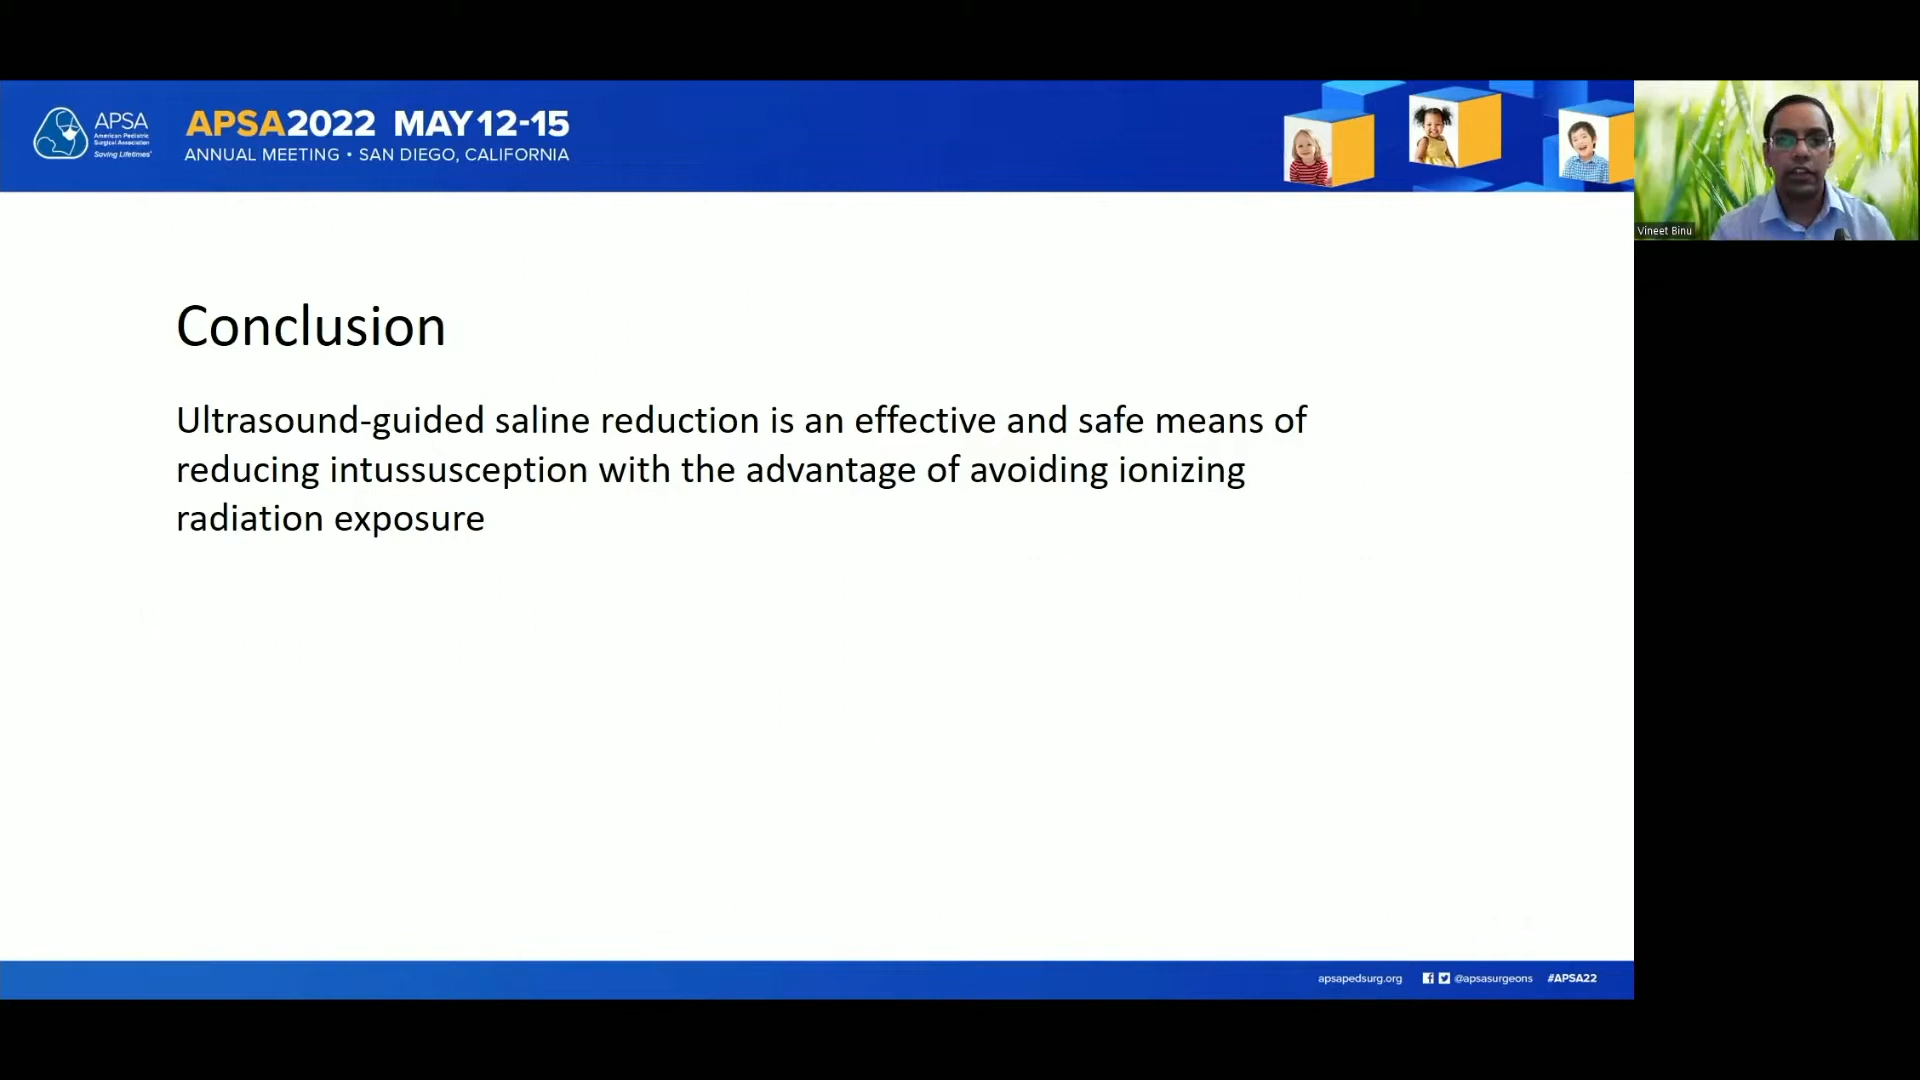 APSA
American Pediatric
Surgical Association
Saving Lifetimes
APSA2022 MAY 12-15
ANNUAL MEETING • SAN DIEGO, CALIFORNIA
Vineet Binu
Conclusion
Ultrasound-guided saline reduction is an effective and safe means of
reducing intussusception with the advantage of avoiding ionizing
radiation exposure
apsapedsurg.org @apsasurgeons #APSA22